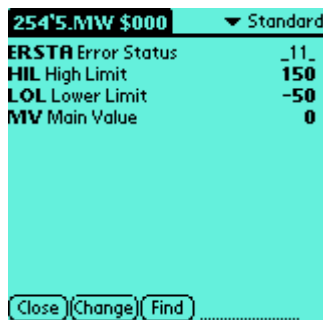 254'5.MW $000 Standard
ERSTA Error Status _11_
HIL High Limit 150
LOL Lower Limit -50
MV Main Value 0
Close Change Find